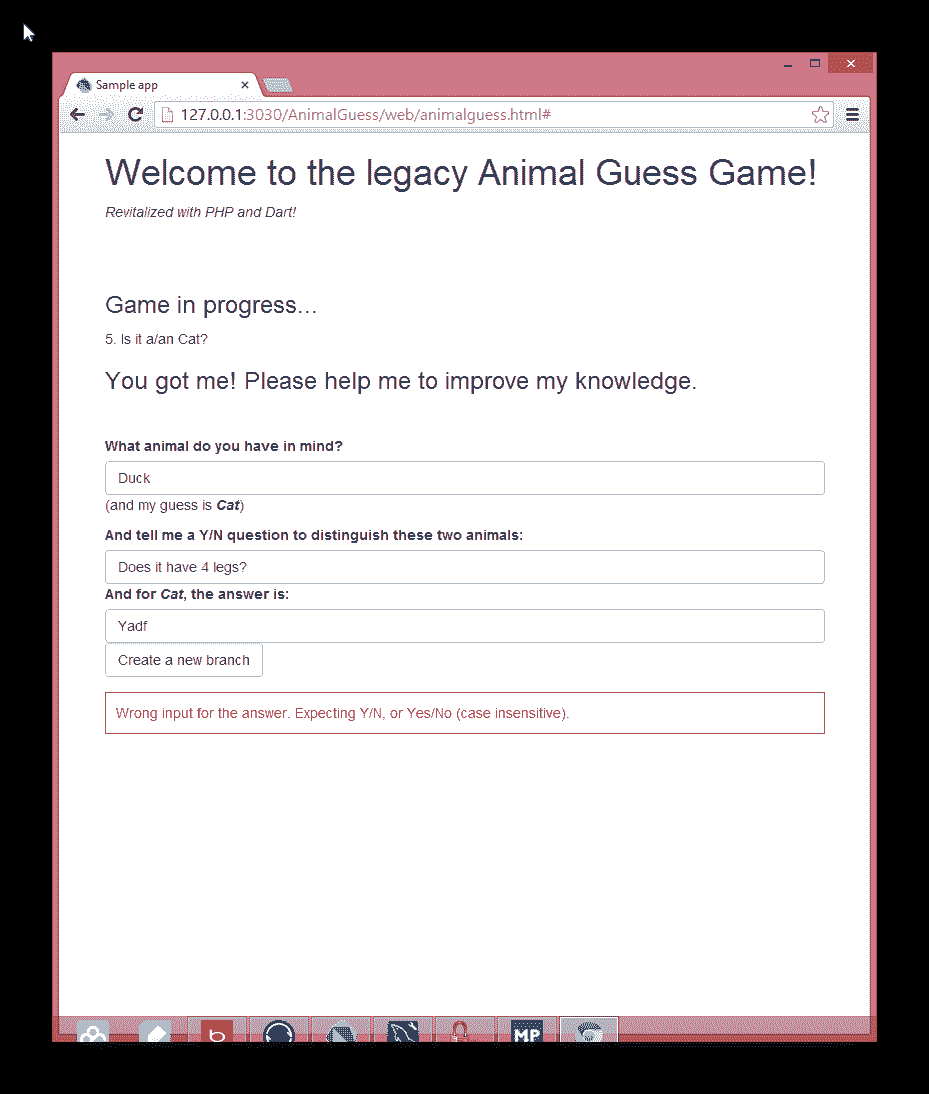 Sample app
127.0.0.1:3030/AnimalGuess/web/animalguess.html#
Welcome to the legacy Animal Guess Game!
Revitalized with PHP and Dart!
Game in progress...
5. Is it a/an Cat?
You got me! Please help me to improve my knowledge.
What animal do you have in mind?
Duck
(and my guess is Cat)
And tell me a Y/N question to distinguish these two animals:
Does it have 4 legs?
And for Cat, the answer is:
Yadf
Create a new branch
Wrong input for the answer. Expecting Y/N, or Yes/No (case insensitive).
b MP